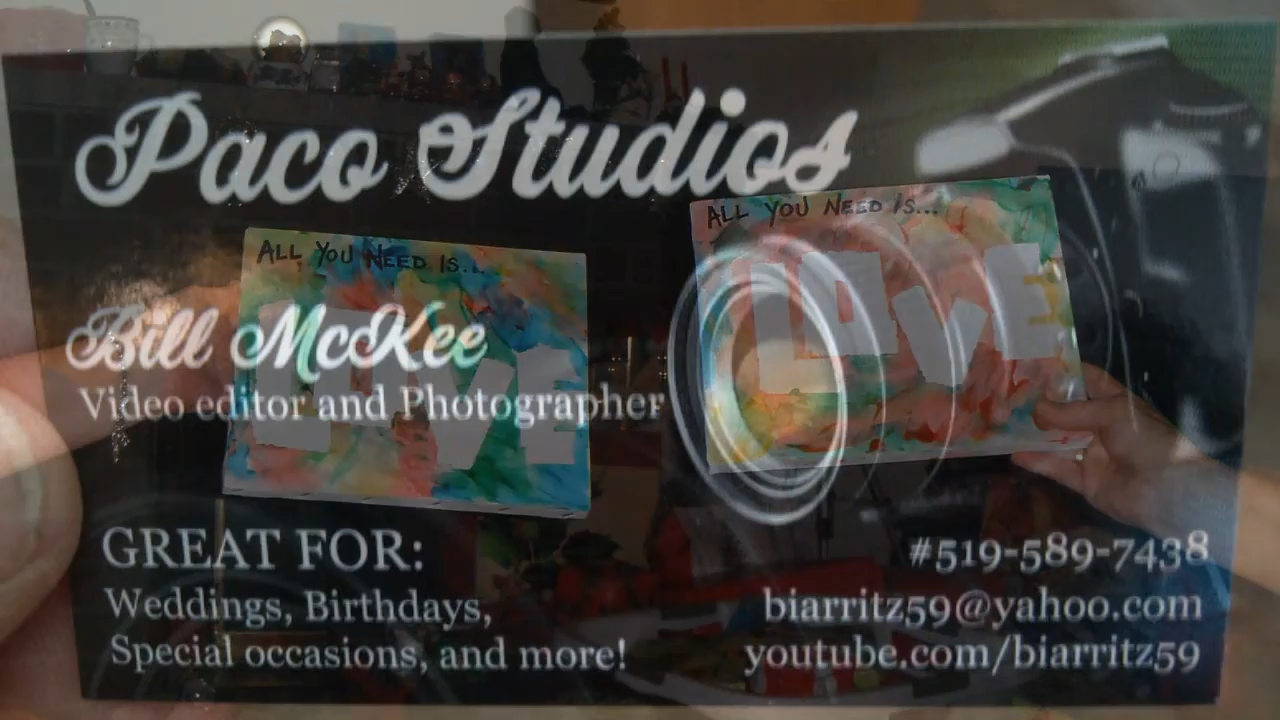 Paco Studios
ALL YOU NEED IS...
LOVE
ALL YOU NEED IS...
LOVE
Bill McKee
Video editor and Photographer
GREAT FOR:
Weddings, Birthdays,
Special occasions, and more!
#519-589-7438
biarritz59@yahoo.com
youtube.com/biarritz59